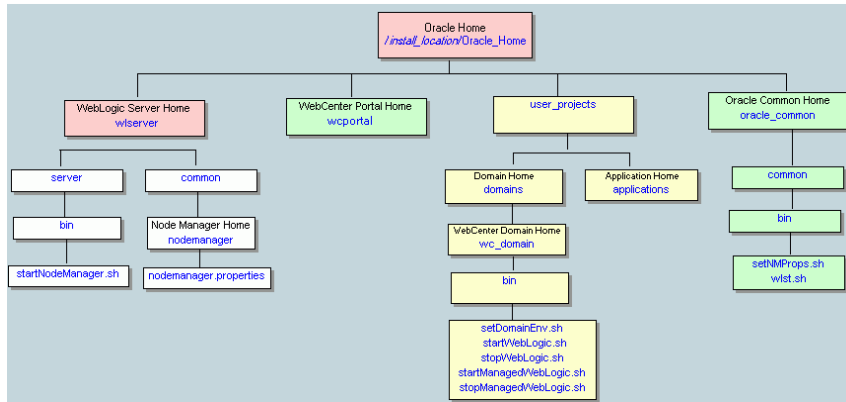 Oracle Home
/install_location/Oracle_Home
WebLogic Server Home
wlserver
WebCenter Portal Home
wcportal
user_projects
Oracle Common Home
oracle_common
server
common
Domain Home
domains
Application Home
applications
common
bin
Node Manager Home
nodemanager
WebCenter Domain Home
wc_domain
bin
startNodeManager.sh
nodemanager.properties
bin
setNMProps.sh
wlst.sh
setDomainEnv.sh
startWebLogic.sh
stopWebLogic.sh
startManagedWebLogic.sh
stopManagedWebLogic.sh